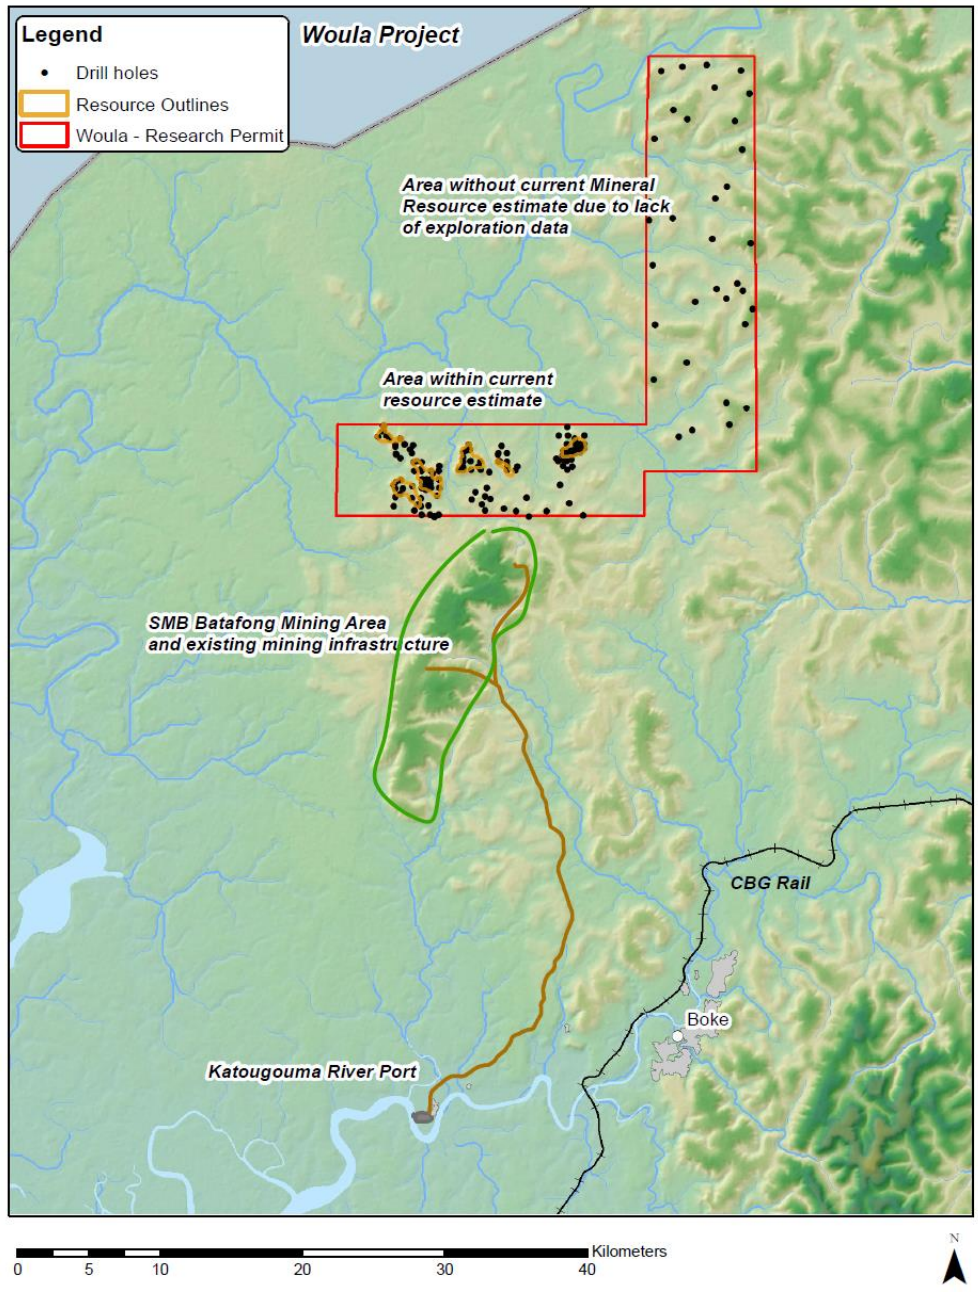 Legend
Drill holes
Resource Outlines
Woula - Research Permit
Woula Project
Area without current Mineral
Resource estimate due to lack
of exploration data
Area within current
resource estimate
SMB Batafong Mining Area
and existing mining infrastructure
CBG Rail
Boke
Katougouma River Port
Kilometers
0 5 10 20 30 40
N